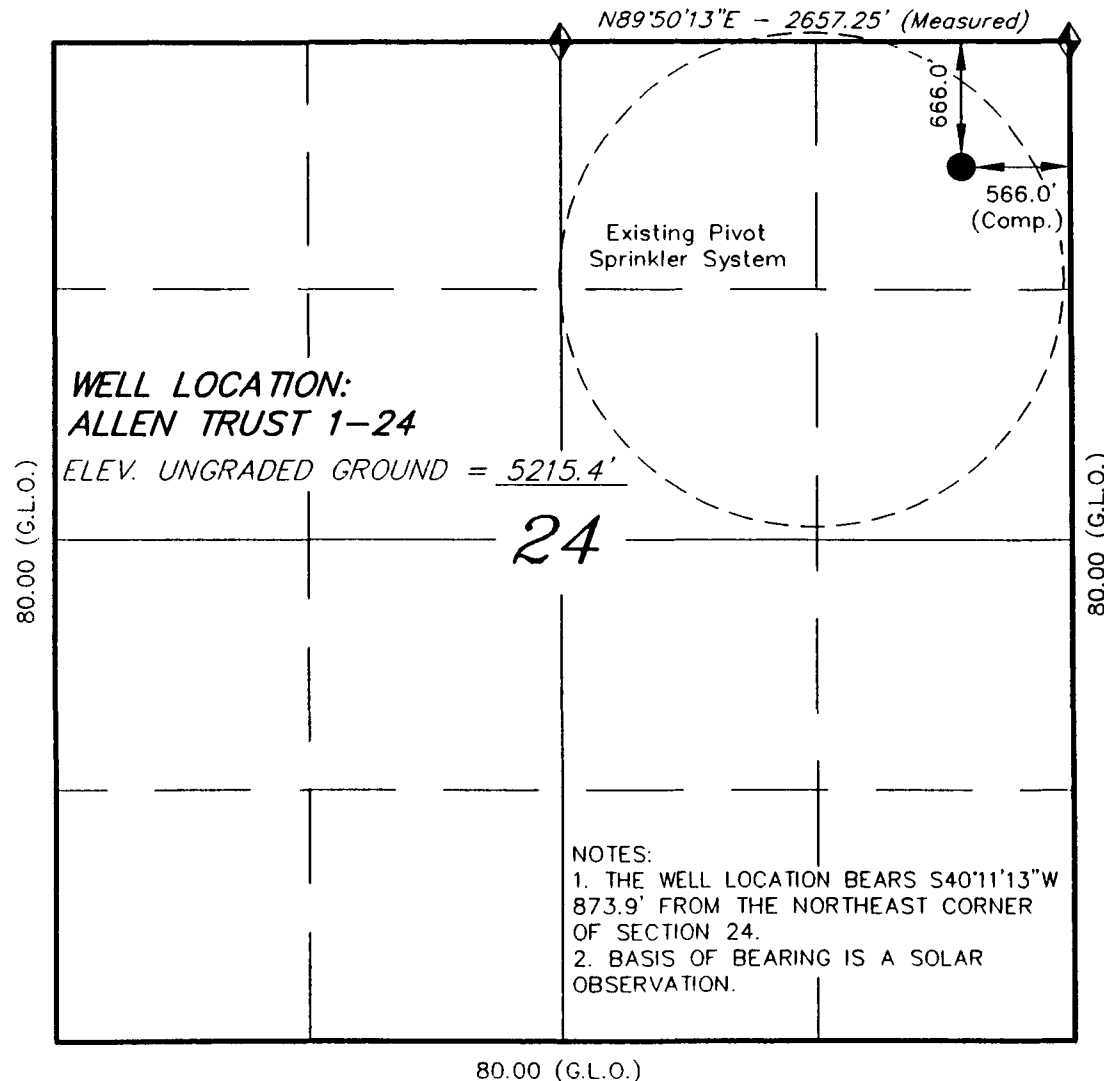 N89°50'13"E - 2657.25' (Measured)
666.0'
566.0'
(Comp.)
Existing Pivot
Sprinkler System
WELL LOCATION:
ALLEN TRUST 1-24
ELEV. UNGRADED GROUND = 5215.4'
24
80.00 (G.L.O.)
80.00 (G.L.O.)
NOTES:
1. THE WELL LOCATION BEARS S40°11'13"W
873.9' FROM THE NORTHEAST CORNER
OF SECTION 24.
2. BASIS OF BEARING IS A SOLAR
OBSERVATION.
80.00 (G.L.O.)